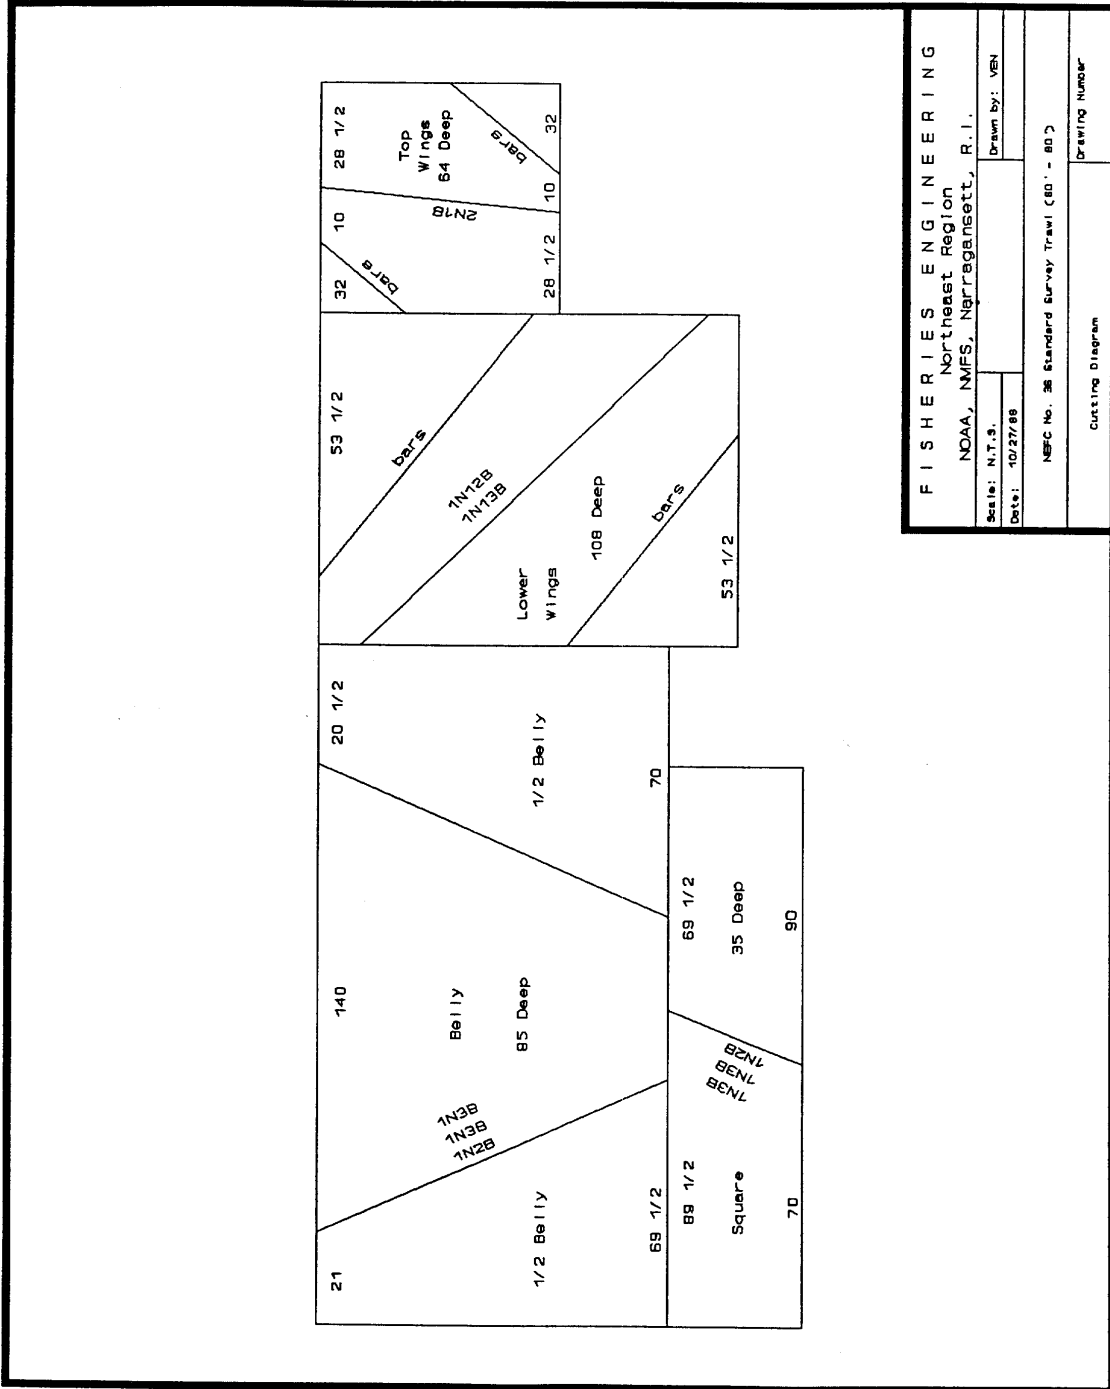 21
140
20 1/2
1N3B
1N3B
1N2B
Belly
85 Deep
1/2 Belly
1/2 Belly
69 1/2
70
89 1/2
69 1/2
1N2B
1N3B
1N3B
Square
35 Deep
70
90
53 1/2
bars
1N12B
1N13B
Lower
Wings
108 Deep
bars
53 1/2
32
10
28 1/2
bars
Top
Wings
64 Deep
2N1B
bars
28 1/2
10
32
FISHERIES ENGINEERING
Northeast Region
NOAA, NMFS, Narragansett, R.I.
Scale: N.T.S.
Drawn by: VEN
Date: 10/27/88
NEFC No. 36 Standard Survey Trawl (60' - 80')
Cutting Diagram
Drawing Number